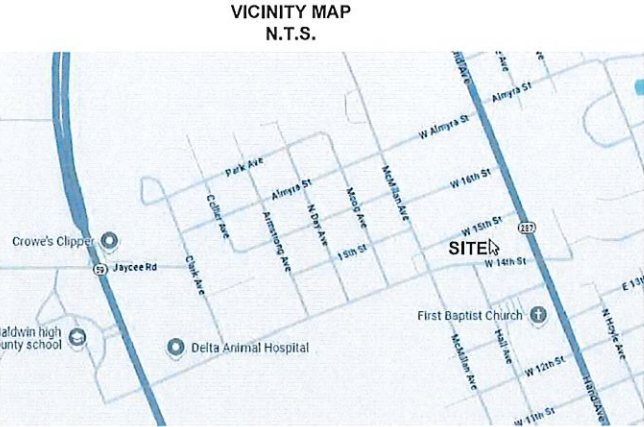 VICINITY MAP
N.T.S.
Almyra St
W Almyra St
Park Ave
W 16th St
Almyra St
McMillan Ave
Moog Ave
Collier Ave
Armstrong Ave
N Day Ave
W 15th St
287
Crowe's Clipper
15th St
SITE
59
Jaycee Rd
W 14th St
Clark Ave
E 13th
First Baptist Church
N Hoyle Ave
aldwin high
unty school
Delta Animal Hospital
McMillan Ave
Hall Ave
W 12th St
Hand Ave
W 11th St